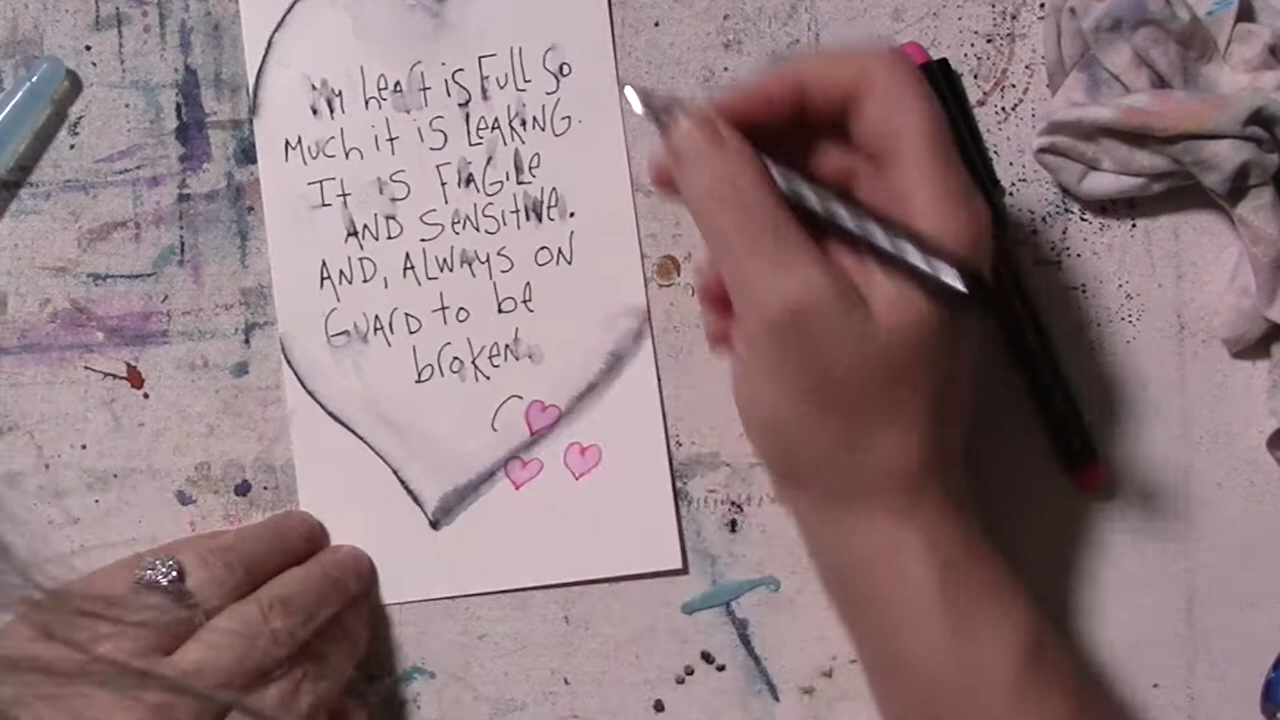 My heart is Full So
Much it is LEAKiNG.
It is FrAGiLe
AND SENSiTiVe.
AND, ALWAYS ON
GUARD to be
broken.